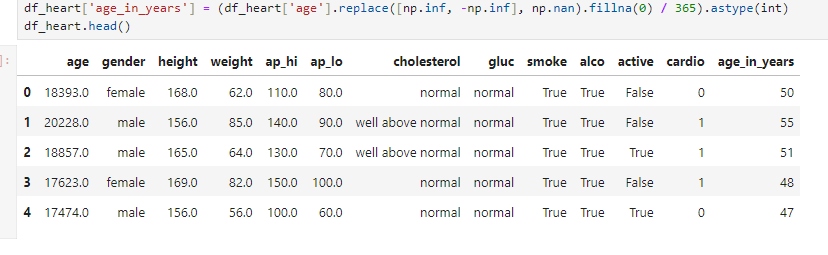 df_heart['age_in_years'] = (df_heart['age'].replace([np.inf, -np.inf], np.nan).fillna(0) / 365).astype(int)
df_heart.head()
]:
age gender height weight ap_hi ap_lo cholesterol gluc smoke alco active cardio age_in_years
0 18393.0 female 168.0 62.0 110.0 80.0 normal normal True True False 0 50
1 20228.0 male 156.0 85.0 140.0 90.0 well above normal normal True True False 1 55
2 18857.0 male 165.0 64.0 130.0 70.0 well above normal normal True True True 1 51
3 17623.0 female 169.0 82.0 150.0 100.0 normal normal True True False 1 48
4 17474.0 male 156.0 56.0 100.0 60.0 normal normal True True True 0 47